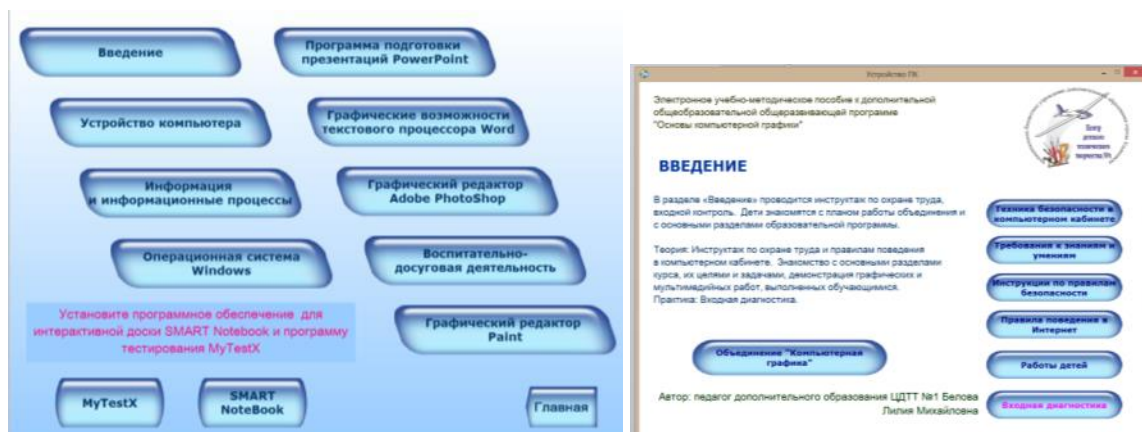 Введение
Программа подготовки
презентаций PowerPoint
Устройство компьютера
Графические возможности
текстового процессора Word
Информация
и информационные процессы
Графический редактор
Adobe PhotoShop
Операционная система
Windows
Воспитательно-
досуговая деятельность
Установите программное обеспечение для
интерактивной доски SMART Notebook и программу
тестирования MyTestX
Графический редактор
Paint
MyTestX
SMART
NoteBook
Главная
Устройство ПК
Электронное учебно-методическое пособие к дополнительной
общеобразовательной общеразвивающей программе
"Основы компьютерной графики"
Центр
детского
технического
творчества №1
ВВЕДЕНИЕ
В разделе «Введение» проводится инструктаж по охране труда,
входной контроль. Дети знакомятся с планом работы объединения и
с основными разделами образовательной программы.
Теория: Инструктаж по охране труда и правилам поведения
в компьютерном кабинете. Знакомство с основными разделами
курса, их целями и задачами, демонстрация графических и
мультимедийных работ, выполненных обучающимися.
Практика: Входная диагностика.
Техника безопасности в
компьютерном кабинете
Требования к знаниям и
умениям
Инструкции по правилам
безопасности
Правила поведение в
Интернет
Работы детей
Входная диагностика
Объединение "Компьютерная
графика"
Автор: педагог дополнительного образования ЦДТТ №1 Белова
Лилия Михайловна